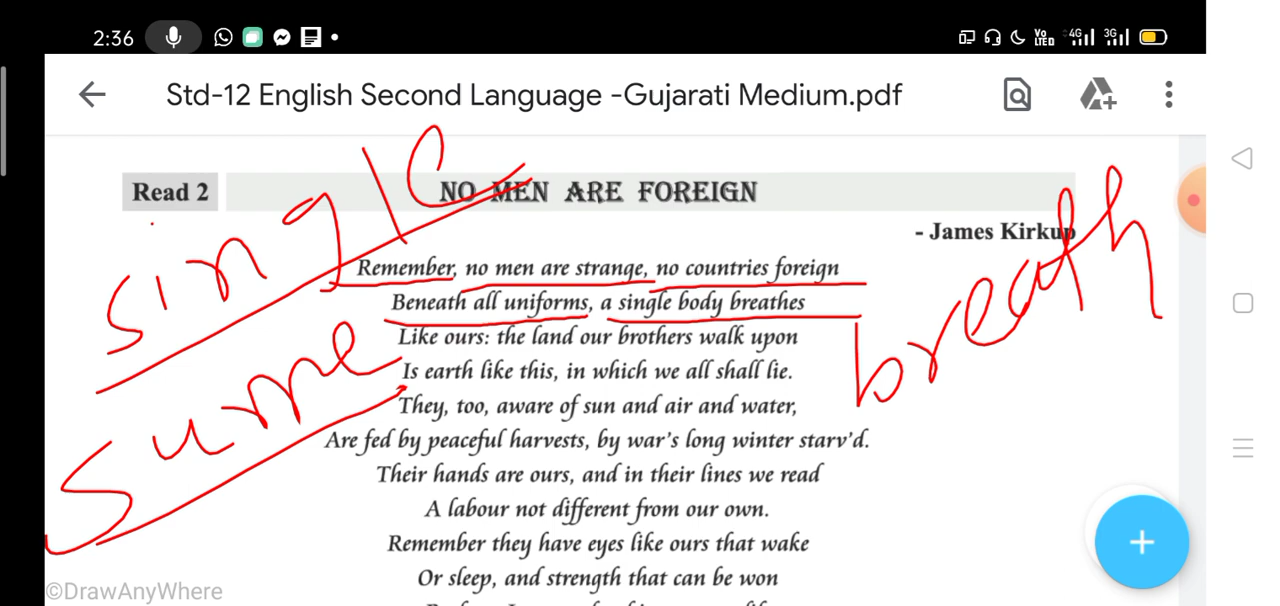 2:36 VoLTED 4G 3G
Std-12 English Second Language -Gujarati Medium.pdf
Read 2 NO MEN ARE FOREIGN
- James Kirkup
single
breath
Remember, no men are strange, no countries foreign
Beneath all uniforms, a single body breathes
Like ours: the land our brothers walk upon
Is earth like this, in which we all shall lie.
They, too, aware of sun and air and water,
Are fed by peaceful harvests, by war's long winter starv'd.
Their hands are ours, and in their lines we read
A labour not different from our own.
Remember they have eyes like ours that wake
Or sleep, and strength that can be won
©DrawAnyWhere